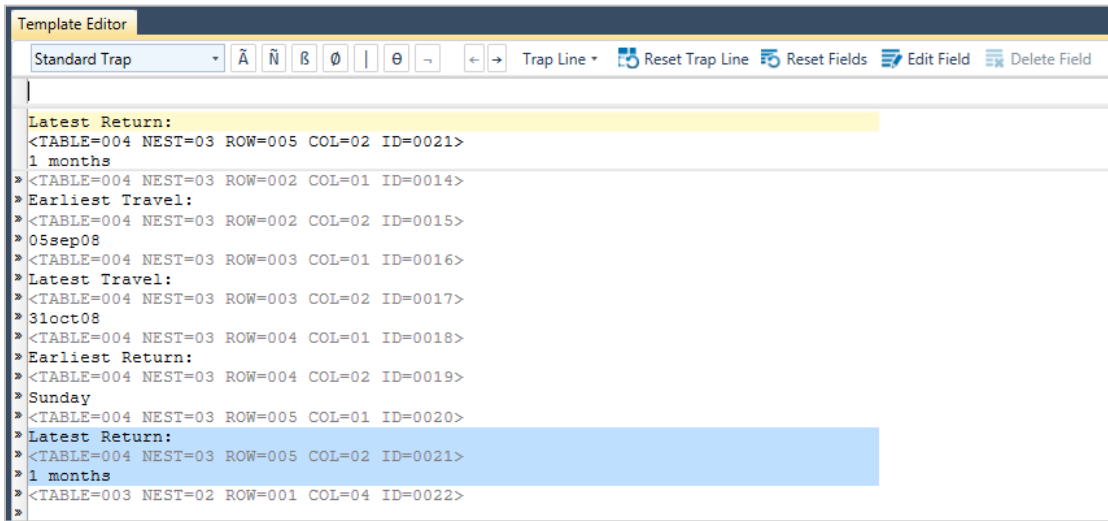 Template Editor
Standard Trap Ã Ñ ß Ø | θ ¬ ← → Trap Line Reset Trap Line Reset Fields Edit Field Delete Field
Latest Return:
<TABLE=004 NEST=03 ROW=005 COL=02 ID=0021>
1 months
» <TABLE=004 NEST=03 ROW=002 COL=01 ID=0014>
» Earliest Travel:
» <TABLE=004 NEST=03 ROW=002 COL=02 ID=0015>
» 05sep08
» <TABLE=004 NEST=03 ROW=003 COL=01 ID=0016>
» Latest Travel:
» <TABLE=004 NEST=03 ROW=003 COL=02 ID=0017>
» 31oct08
» <TABLE=004 NEST=03 ROW=004 COL=01 ID=0018>
» Earliest Return:
» <TABLE=004 NEST=03 ROW=004 COL=02 ID=0019>
» Sunday
» <TABLE=004 NEST=03 ROW=005 COL=01 ID=0020>
» Latest Return:
» <TABLE=004 NEST=03 ROW=005 COL=02 ID=0021>
» 1 months
» <TABLE=003 NEST=02 ROW=001 COL=04 ID=0022>
»